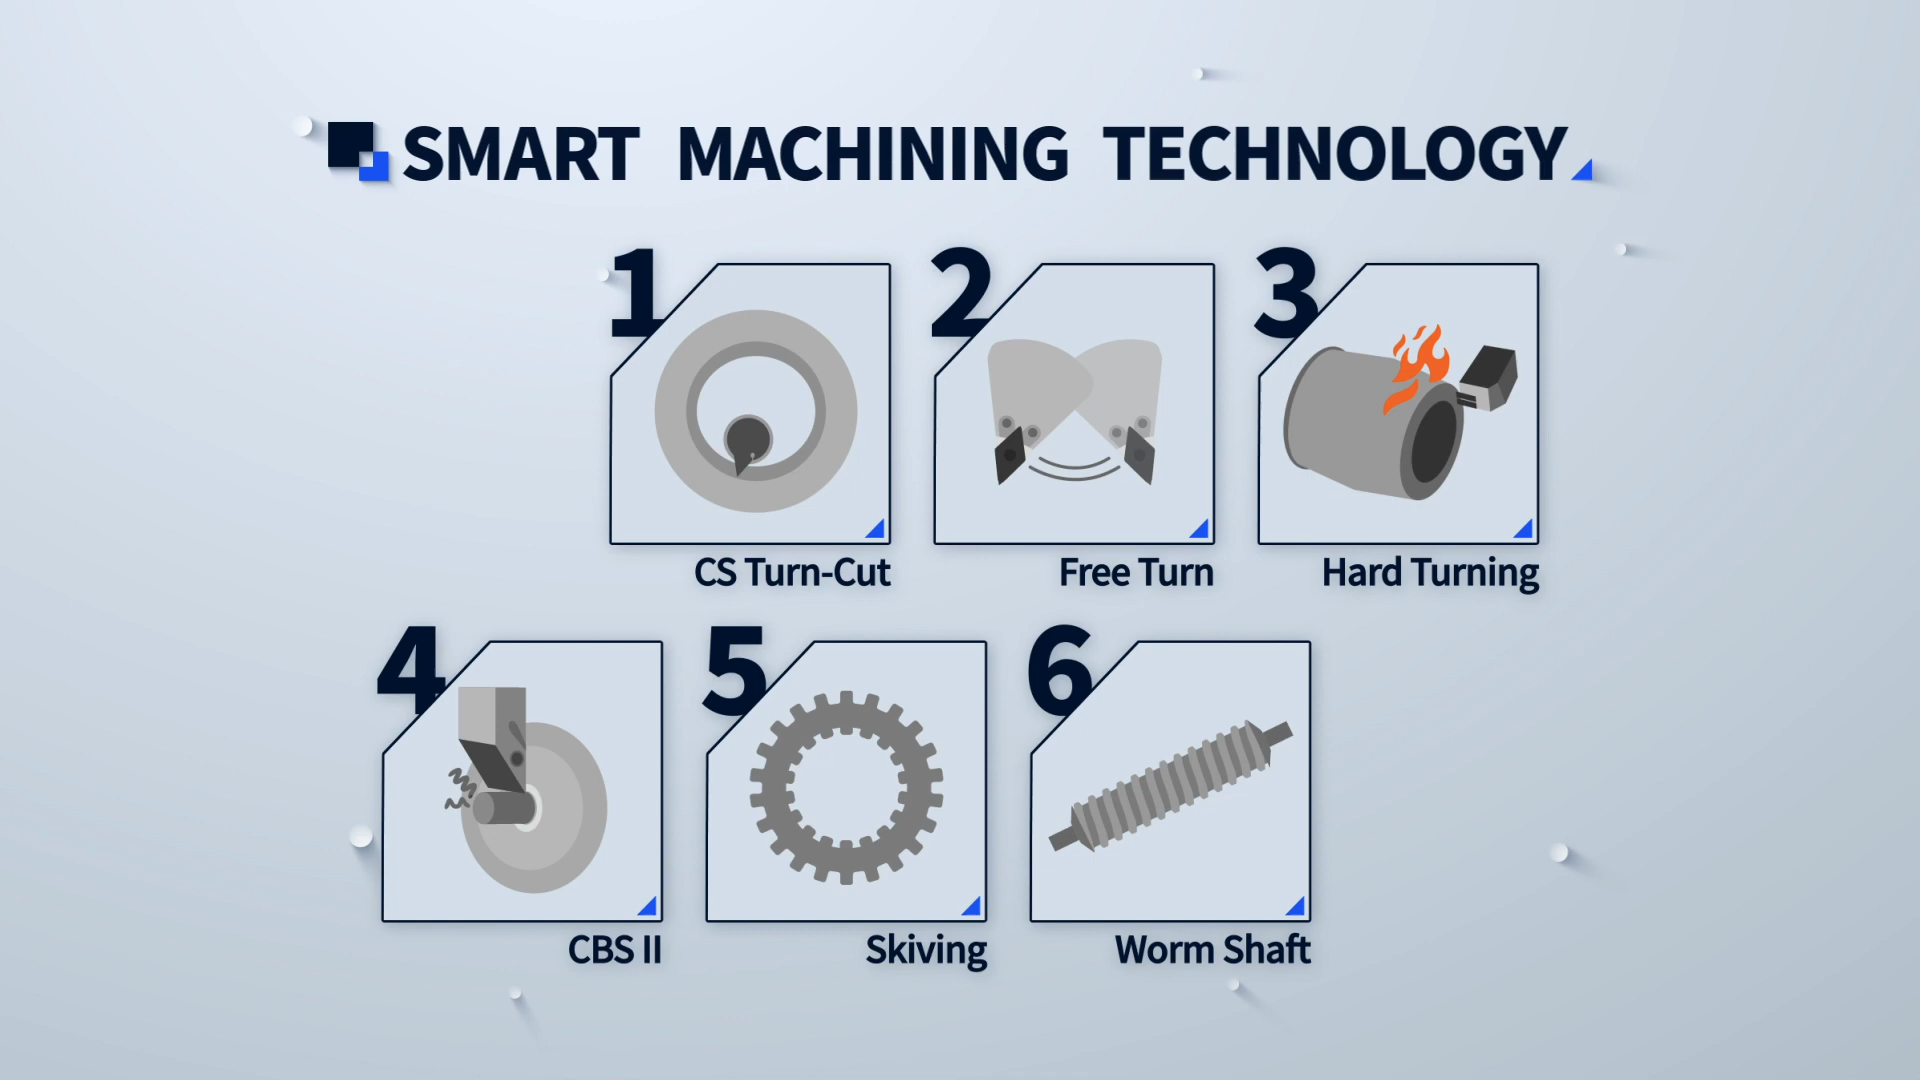 SMART MACHINING TECHNOLOGY
1
CS Turn-Cut
2
Free Turn
3
Hard Turning
4
CBS II
5
Skiving
6
Worm Shaft